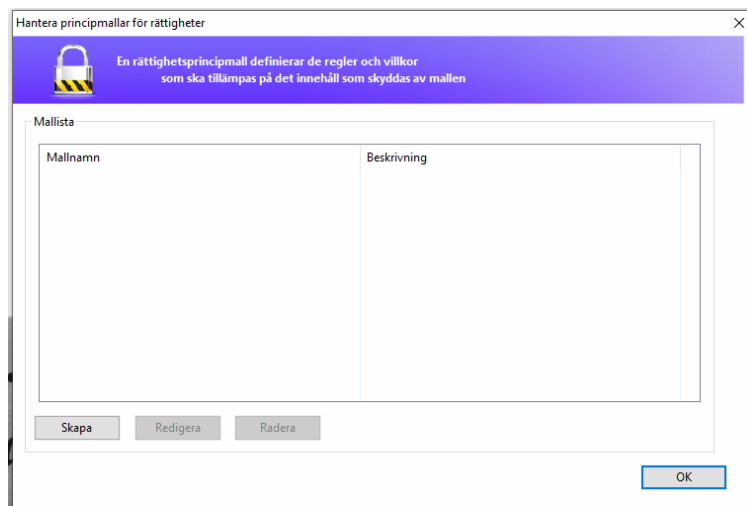 Hantera principmallar för rättigheter
En rättighetsprincipmall definierar de regler och villkor
som ska tillämpas på det innehåll som skyddas av mallen
Mallista
Mallnamn Beskrivning
Skapa Redigera Radera
OK